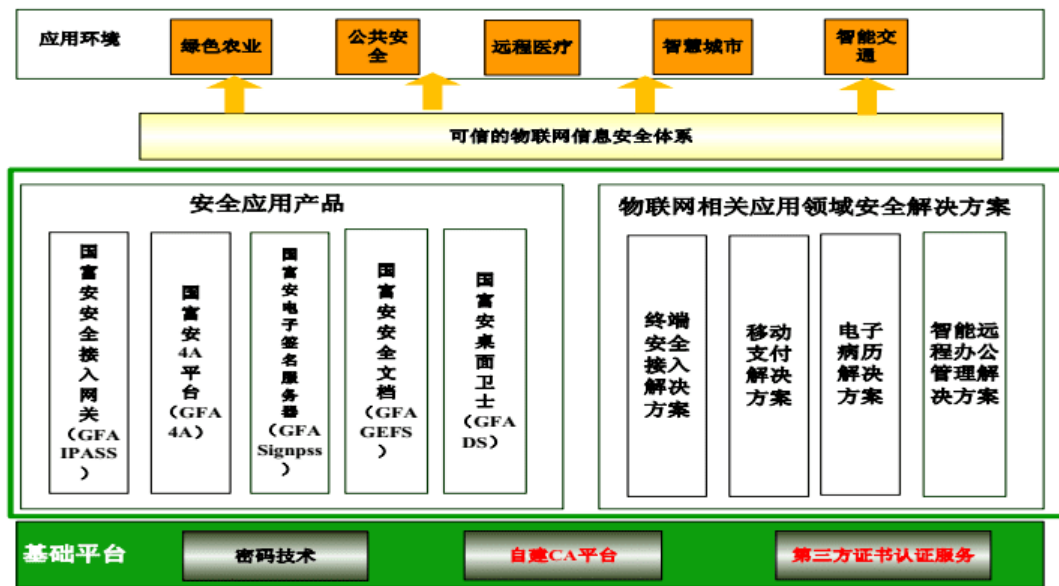 应用环境
绿色农业
公共安
全
远程医疗
智慧城市
智能交
通
可信的物联网信息安全体系
安全应用产品
国
富
安
安
全
接
入
网
关
（GFA
IPASS
）
国
富
安
4A
平
台
（GFA
4A）
国
富
安
电
子
签
名
服
务
器
（GFA
Signpss
）
国
富
安
安
全
文
档
（GFA
GEFS
）
国
富
安
桌
面
卫
士
（GFA
DS）
物联网相关应用领域安全解决方案
终端
安全
接入
解决
方案
移动
支付
解决
方案
电子
病历
解决
方案
智能远
程办公
管理解
决方案
基础平台
密码技术
自建CA平台
第三方证书认证服务